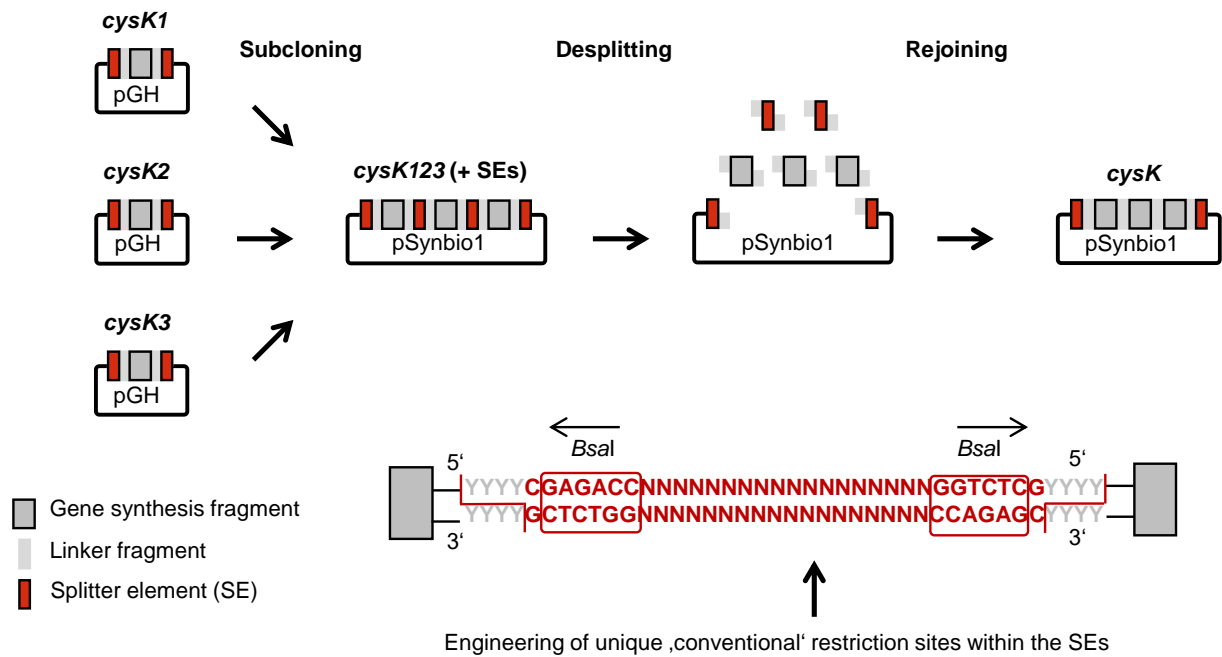 cysK1
pGH
Subcloning
Desplitting
Rejoining
cysK2
pGH
cysK123 (+ SEs)
pSynbio1
pSynbio1
cysK
pSynbio1
cysK3
pGH
BsaI
BsaI
5‘
5‘
YYYYCGAGACCNNNNNNNNNNNNNNNNNNGGTCTCGYYYY
YYYYGCTCTGGNNNNNNNNNNNNNNNNNNCCAGAGCYYYY
3‘
3‘
Gene synthesis fragment
Linker fragment
Splitter element (SE)
Engineering of unique ‚conventional‘ restriction sites within the SEs